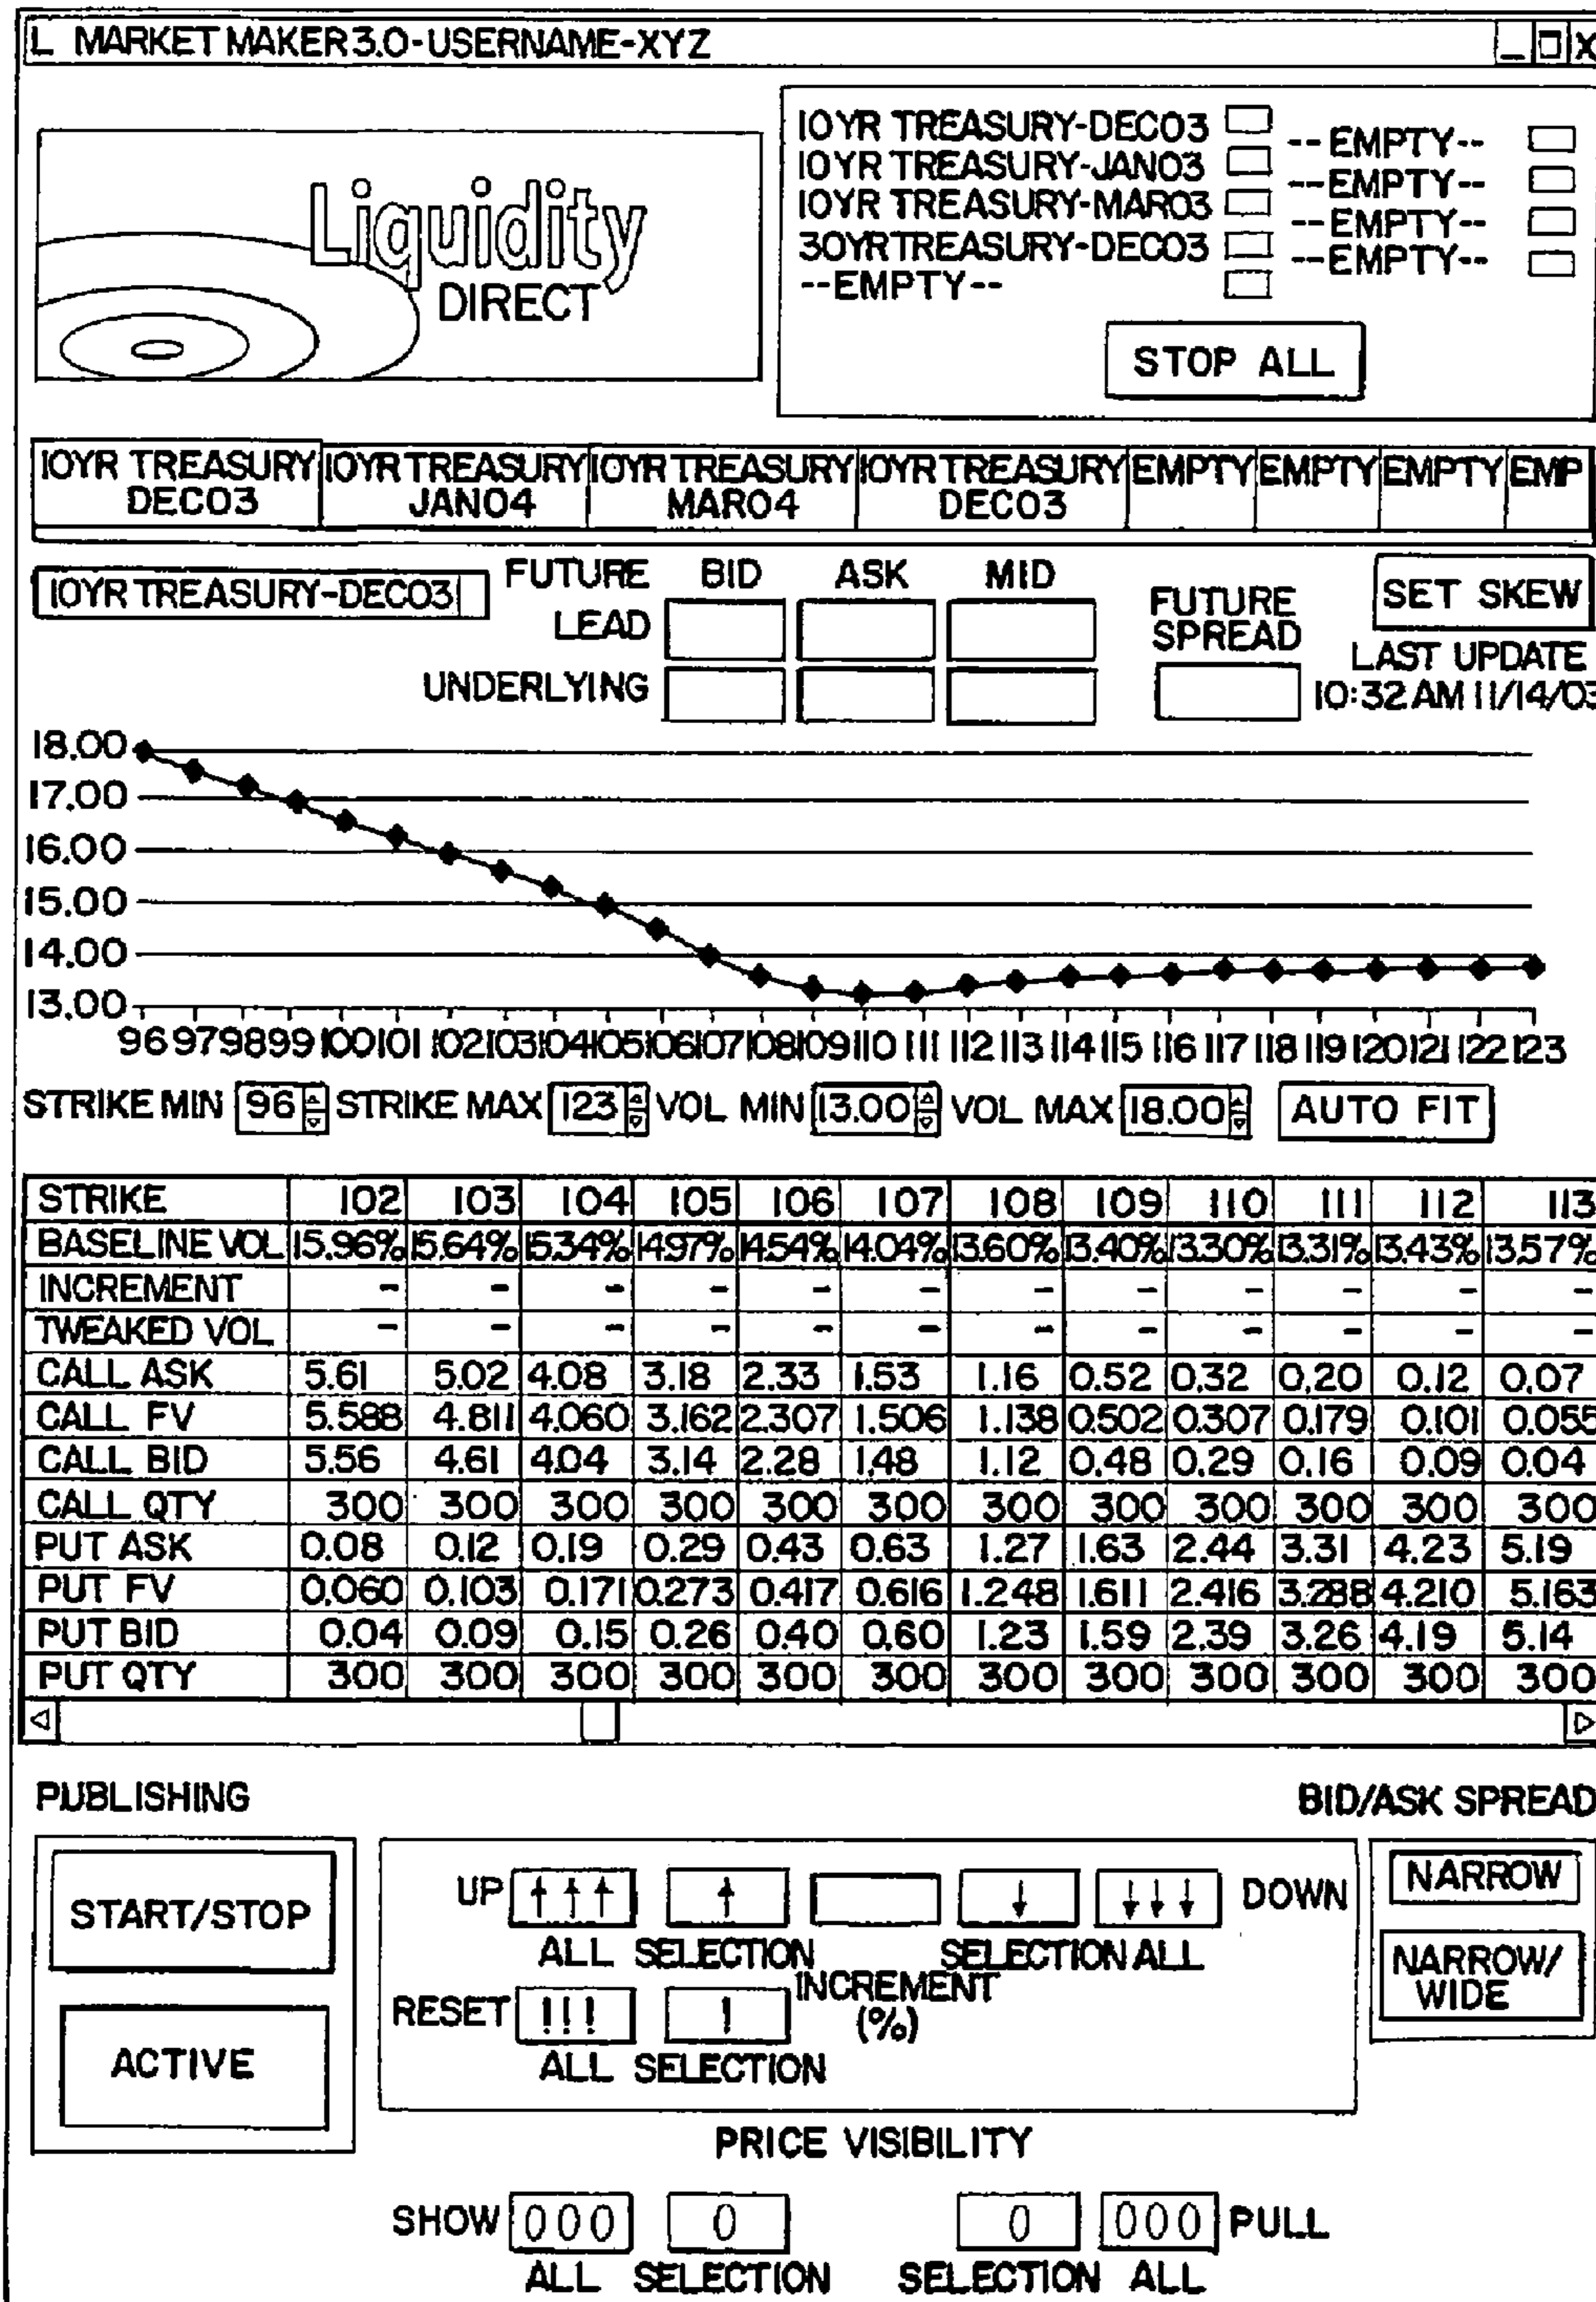 L MARKET MAKER 3.0-USERNAME-XYZ
Liquidity
DIRECT
10YR TREASURY-DEC03 --EMPTY--
10YR TREASURY-JAN03 --EMPTY--
10YR TREASURY-MAR03 --EMPTY--
30YR TREASURY-DEC03 --EMPTY--
--EMPTY--
STOP ALL
10YR TREASURY 10YR TREASURY 10YR TREASURY 10YR TREASURY EMPTY EMPTY EMPTY EMP
DEC03 JAN04 MAR04 DEC03
10YR TREASURY-DEC03
FUTURE BID ASK MID
LEAD
UNDERLYING
FUTURE
SPREAD
SET SKEW
LAST UPDATE
10:32 AM 11/14/03
18.00
17.00
16.00
15.00
14.00
13.00
96 97 98 99 100 101 102 103 104 105 106 107 108 109 110 111 112 113 114 115 116 117 118 119 120 121 122 123
STRIKE MIN 96 STRIKE MAX 123 VOL MIN 13.00 VOL MAX 18.00 AUTO FIT
STRIKE 102 103 104 105 106 107 108 109 110 111 112 113
BASELINE VOL 15.96% 15.64% 15.34% 14.97% 14.54% 14.04% 13.60% 13.40% 13.30% 13.31% 13.43% 13.57%
INCREMENT - - - - - - - - - - - -
TWEAKED VOL - - - - - - - - - - - -
CALL ASK 5.61 5.02 4.08 3.18 2.33 1.53 1.16 0.52 0.32 0.20 0.12 0.07
CALL FV 5.588 4.811 4.060 3.162 2.307 1.506 1.138 0.502 0.307 0.179 0.101 0.055
CALL BID 5.56 4.61 4.04 3.14 2.28 1.48 1.12 0.48 0.29 0.16 0.09 0.04
CALL QTY 300 300 300 300 300 300 300 300 300 300 300 300
PUT ASK 0.08 0.12 0.19 0.29 0.43 0.63 1.27 1.63 2.44 3.31 4.23 5.19
PUT FV 0.060 0.103 0.171 0.273 0.417 0.616 1.248 1.611 2.416 3.288 4.210 5.163
PUT BID 0.04 0.09 0.15 0.26 0.40 0.60 1.23 1.59 2.39 3.26 4.19 5.14
PUT QTY 300 300 300 300 300 300 300 300 300 300 300 300
PUBLISHING
BID/ASK SPREAD
START/STOP
ACTIVE
UP ↑↑↑ ↑ ↓ ↓↓↓ DOWN
ALL SELECTION SELECTION ALL
INCREMENT
(%)
RESET !!! !
ALL SELECTION
NARROW
NARROW/
WIDE
PRICE VISIBILITY
SHOW 000 0 0 000 PULL
ALL SELECTION SELECTION ALL